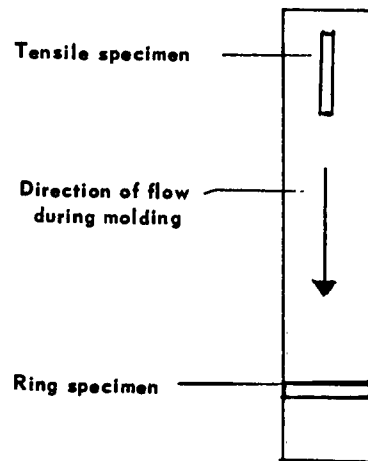 Tensile specimen
Direction of flow
during molding
Ring specimen